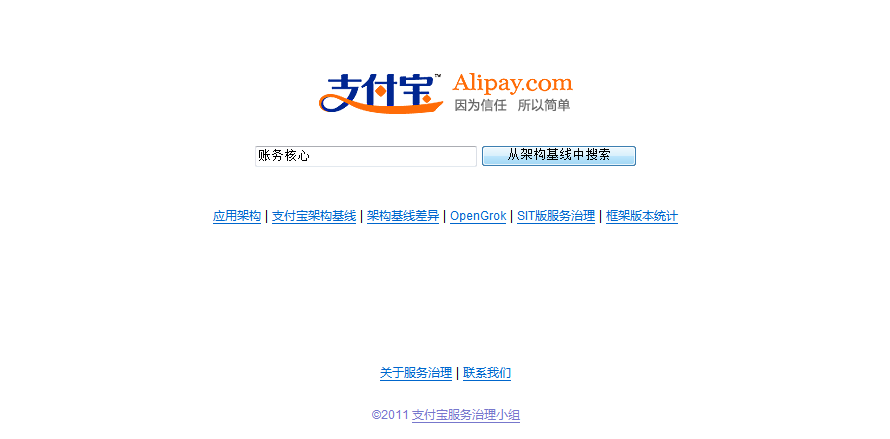 支付宝™ Alipay.com
因为信任 所以简单
账务核心 从架构基线中搜索
应用架构 | 支付宝架构基线 | 架构基线差异 | OpenGrok | SIT版服务治理 | 框架版本统计
关于服务治理 | 联系我们
©2011 支付宝服务治理小组